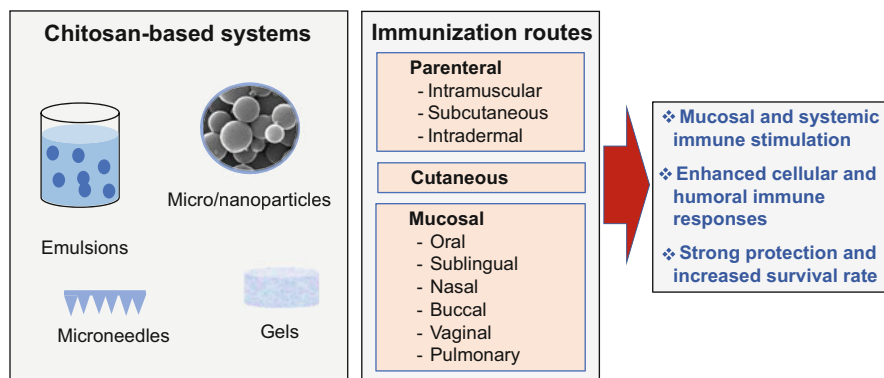 Chitosan-based systems
Micro/nanoparticles
Emulsions
Microneedles
Gels
Immunization routes
Parenteral
- Intramuscular
- Subcutaneous
- Intradermal
Cutaneous
Mucosal
- Oral
- Sublingual
- Nasal
- Buccal
- Vaginal
- Pulmonary
❖ Mucosal and systemic
immune stimulation
❖ Enhanced cellular and
humoral immune
responses
❖ Strong protection and
increased survival rate